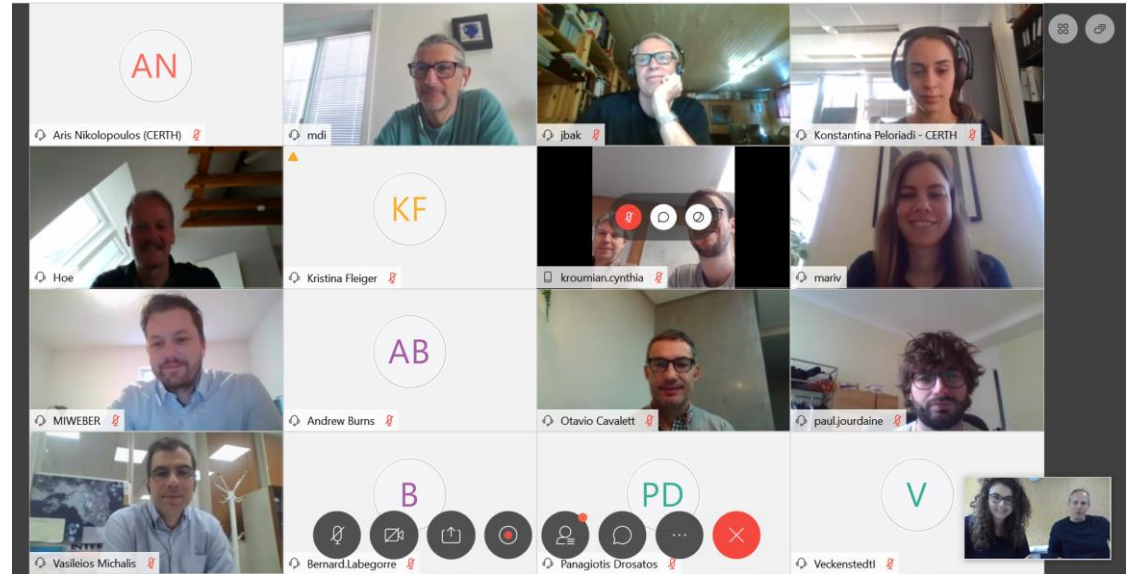 AN
Aris Nikolopoulos (CERTH)
mdi
jbak
Konstantina Peloriadi - CERTH
Hoe
KF
Kristina Fleiger
kroumian.cynthia
mariv
MIWEBER
AB
Andrew Burns
Otavio Cavalett
paul.jourdaine
Vasileios Michalis
B
Bernard.Labegorre
PD
Panagiotis Drosatos
V
Veckenstedtl